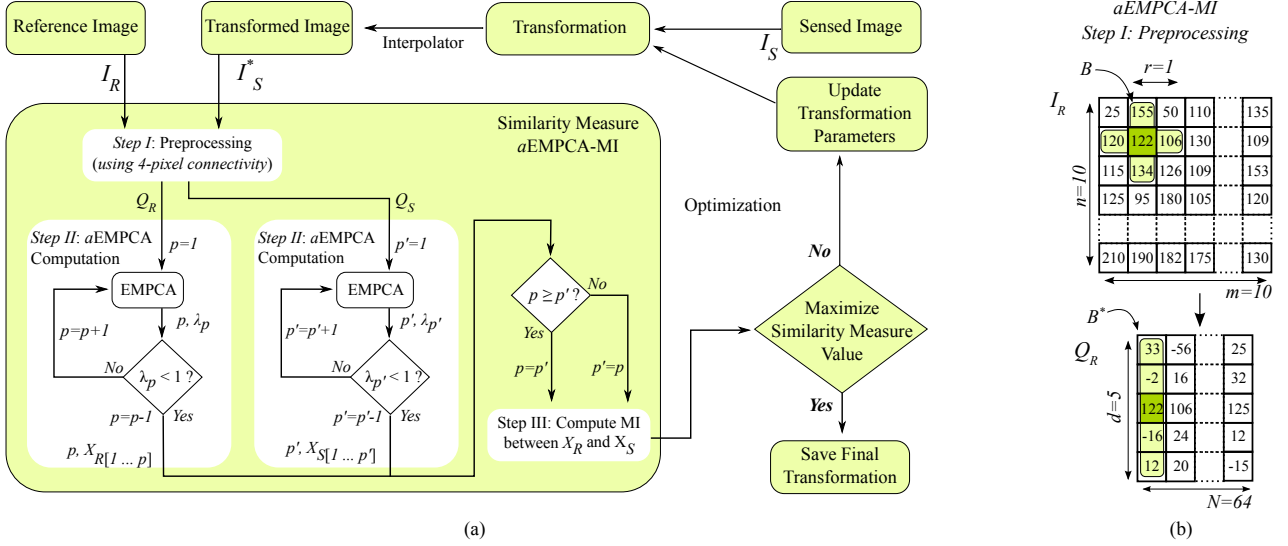 Reference Image
Transformed Image
Interpolator
Transformation
Sensed Image
I_R
I^*_S
I_S
Similarity Measure
aEMPCA-MI
Step I: Preprocessing
(using 4-pixel connectivity)
Q_R
Q_S
Step II: aEMPCA
Computation
p=1
EMPCA
p=p+1
p, λ_p
No
λ_p < 1 ?
p=p-1
Yes
p, X_R[1 ... p]
Step II: aEMPCA
Computation
p'=1
EMPCA
p'=p'+1
p', λ_p'
No
λ_p' < 1 ?
p'=p'-1
Yes
p', X_S[1 ... p']
p ≥ p' ?
No
Yes
p=p'
p'=p
Step III: Compute MI
between X_R and X_S
Update
Transformation
Parameters
Optimization
No
Maximize
Similarity Measure
Value
Yes
Save Final
Transformation
(a)
aEMPCA-MI
Step I: Preprocessing
B
r=1
I_R
n=10
25 155 50 110 135
120 122 106 130 109
115 134 126 109 153
125 95 180 105 120
210 190 182 175 130
m=10
B^*
Q_R
d=5
33 -56 25
-2 16 32
122 106 125
-16 24 12
12 20 -15
N=64
(b)